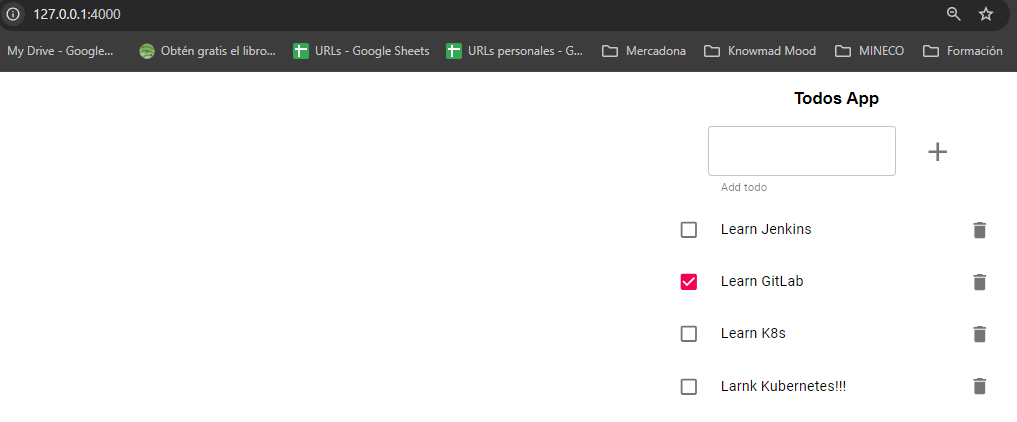 127.0.0.1:4000
My Drive - Google... Obtén gratis el libro... URLs - Google Sheets URLs personales - G... Mercadona Knowmad Mood MINECO Formación
Todos App
Add todo
Learn Jenkins
Learn GitLab
Learn K8s
Larnk Kubernetes!!!